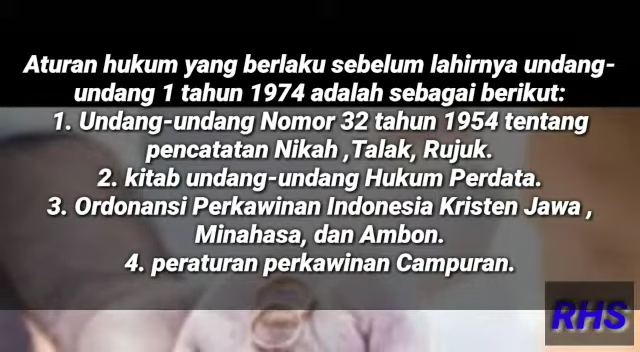 Aturan hukum yang berlaku sebelum lahirnya undang-
undang 1 tahun 1974 adalah sebagai berikut:
1. Undang-undang Nomor 32 tahun 1954 tentang
pencatatan Nikah ,Talak, Rujuk.
2. kitab undang-undang Hukum Perdata.
3. Ordonansi Perkawinan Indonesia Kristen Jawa ,
Minahasa, dan Ambon.
4. peraturan perkawinan Campuran.
RHS